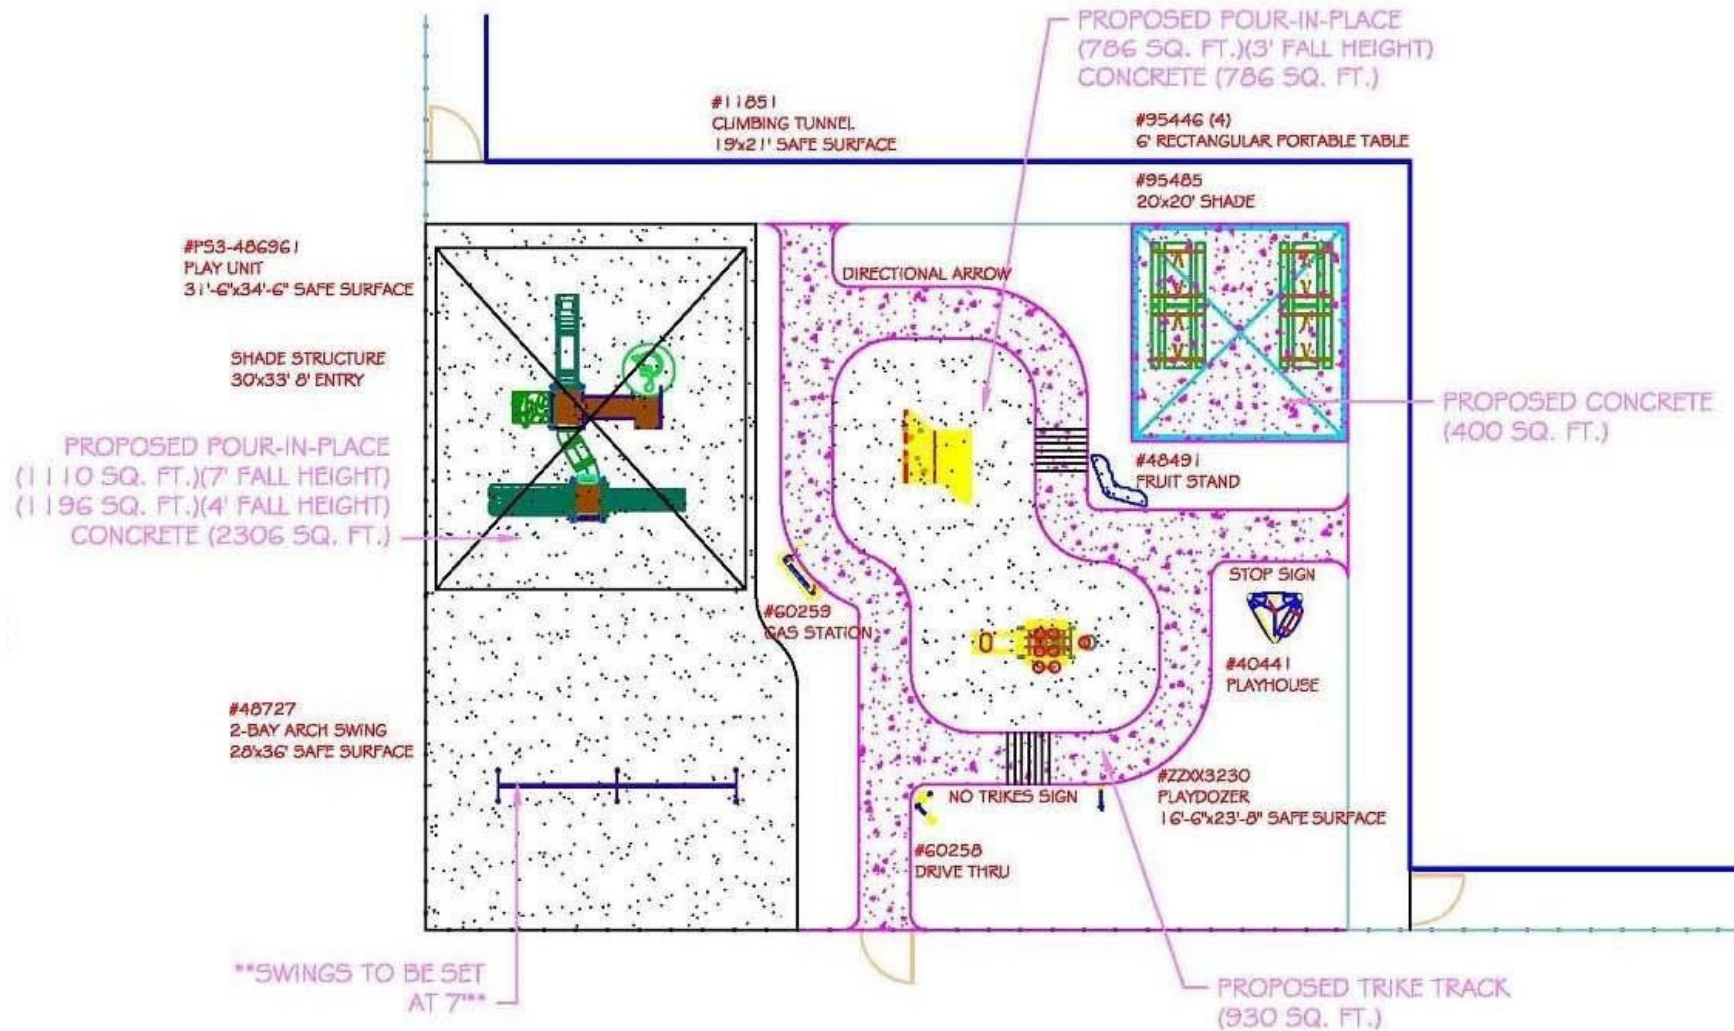 PROPOSED POUR-IN-PLACE
(786 SQ. FT.)(3' FALL HEIGHT)
CONCRETE (786 SQ. FT.)
#11851
CLIMBING TUNNEL
19'x21' SAFE SURFACE
#95446 (4)
6' RECTANGULAR PORTABLE TABLE
#95485
20'x20' SHADE
#PS3-486961
PLAY UNIT
31'-6"x34'-6" SAFE SURFACE
DIRECTIONAL ARROW
SHADE STRUCTURE
30'x33' 8' ENTRY
PROPOSED CONCRETE
(400 SQ. FT.)
PROPOSED POUR-IN-PLACE
(1110 SQ. FT.)(7' FALL HEIGHT)
(1196 SQ. FT.)(4' FALL HEIGHT)
CONCRETE (2306 SQ. FT.)
#48491
FRUIT STAND
STOP SIGN
#60259
GAS STATION
#40441
PLAYHOUSE
#48727
2-BAY ARCH SWING
28'x36' SAFE SURFACE
#ZZXX3230
PLAYDOZER
16'-6"x23'-8" SAFE SURFACE
NO TRIKES SIGN
#60258
DRIVE THRU
**SWINGS TO BE SET
AT 7'**
PROPOSED TRIKE TRACK
(930 SQ. FT.)